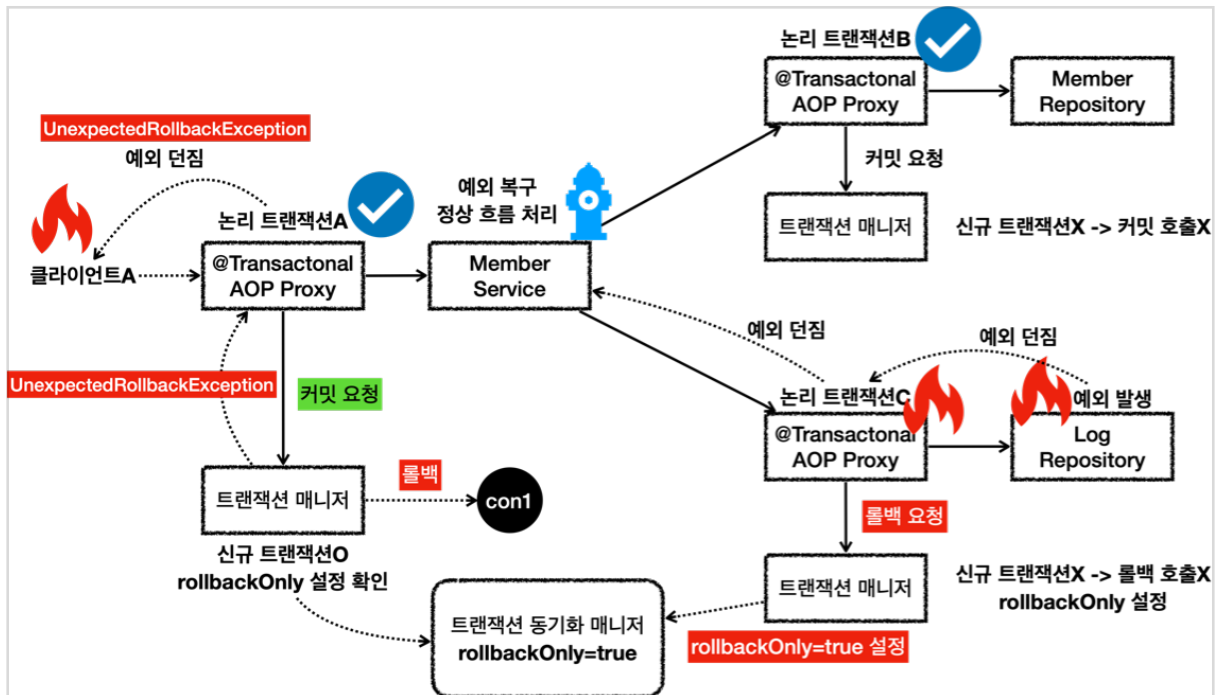 논리 트랜잭션B
@Transactonal
AOP Proxy
Member
Repository
UnexpectedRollbackException
예외 던짐
커밋 요청
예외 복구
정상 흐름 처리
논리 트랜잭션A
트랜잭션 매니저
신규 트랜잭션X -> 커밋 호출X
클라이언트A
@Transactonal
AOP Proxy
Member
Service
예외 던짐
예외 던짐
UnexpectedRollbackException
커밋 요청
논리 트랜잭션C
예외 발생
@Transactonal
AOP Proxy
Log
Repository
롤백
트랜잭션 매니저
con1
롤백 요청
신규 트랜잭션O
rollbackOnly 설정 확인
트랜잭션 매니저
신규 트랜잭션X -> 롤백 호출X
rollbackOnly 설정
트랜잭션 동기화 매니저
rollbackOnly=true
rollbackOnly=true 설정